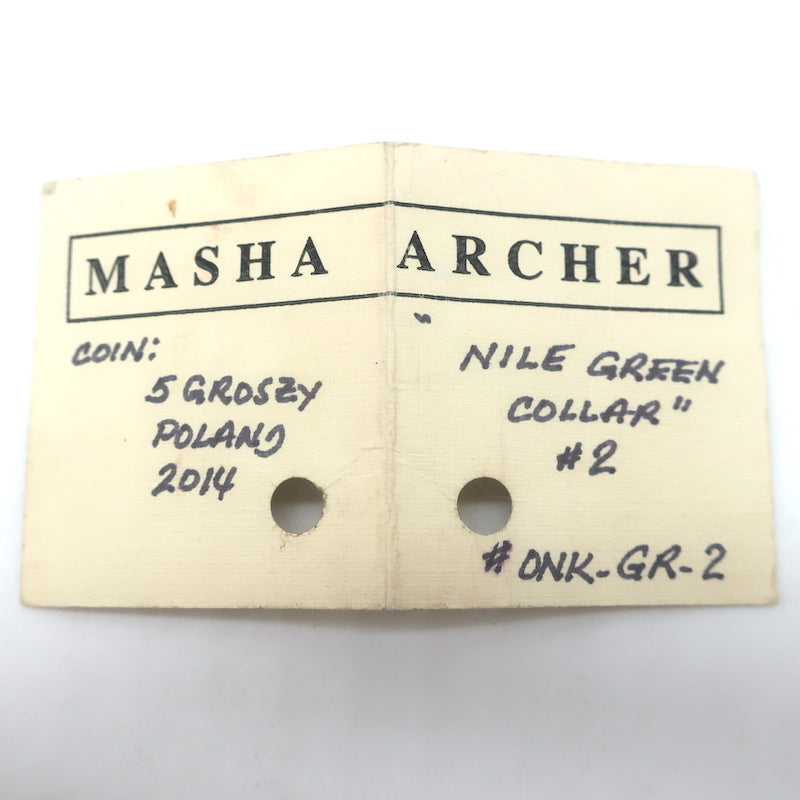 MASHA ARCHER
COIN:
5 GROSZY
POLAND
2014
"NILE GREEN
COLLAR"
#2
#ONK-GR-2